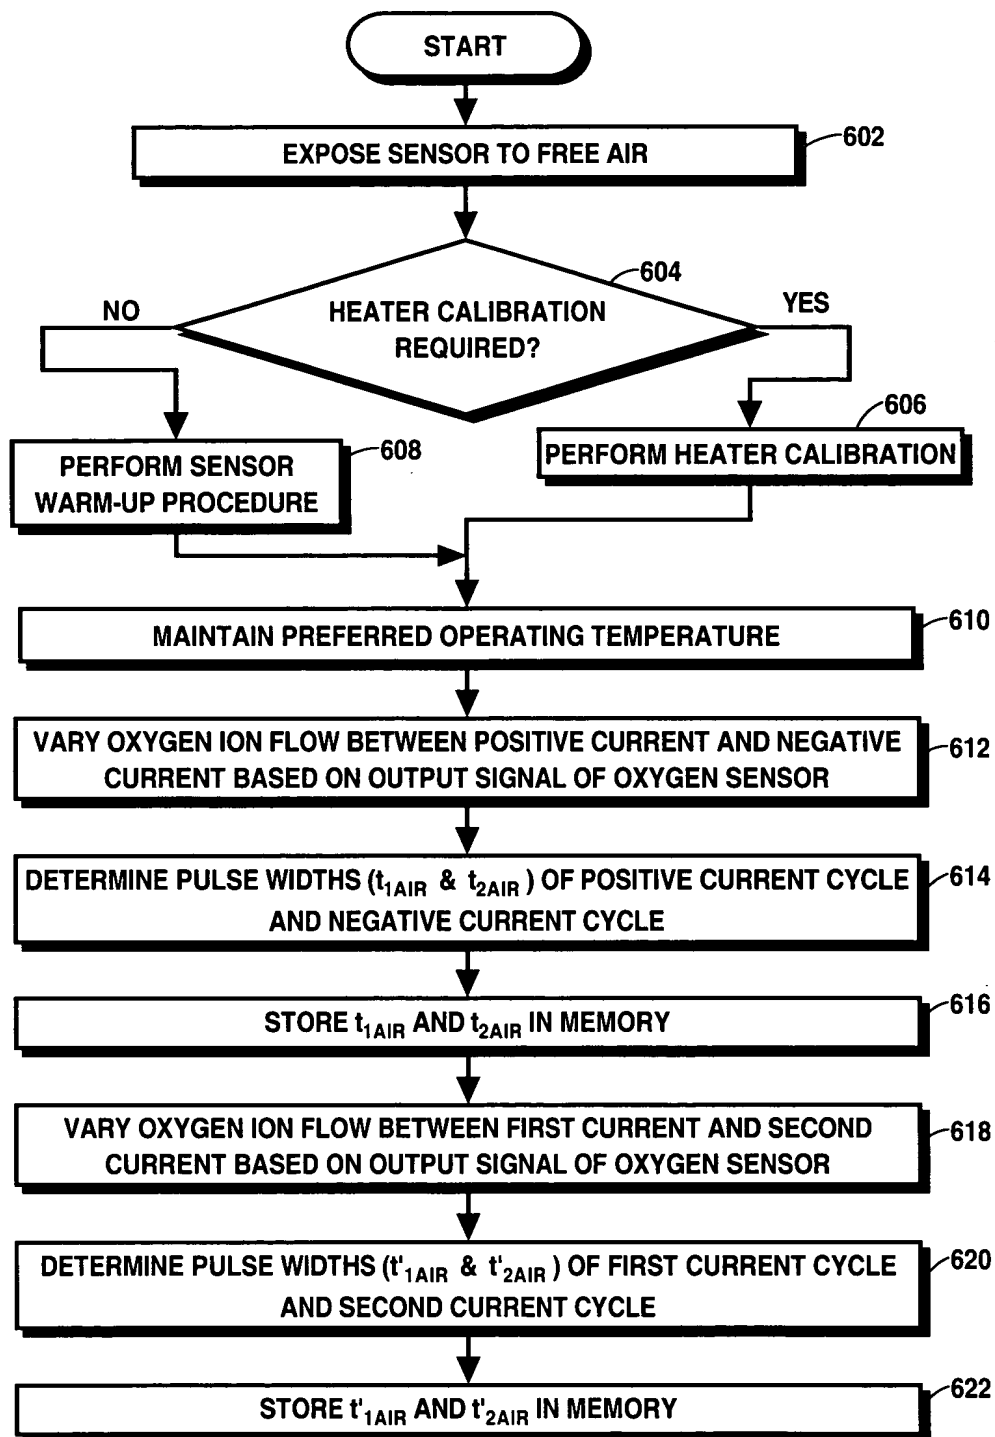 START
EXPOSE SENSOR TO FREE AIR
602
604
NO
YES
HEATER CALIBRATION
REQUIRED?
606
608
PERFORM SENSOR
WARM-UP PROCEDURE
PERFORM HEATER CALIBRATION
MAINTAIN PREFERRED OPERATING TEMPERATURE
610
VARY OXYGEN ION FLOW BETWEEN POSITIVE CURRENT AND NEGATIVE
CURRENT BASED ON OUTPUT SIGNAL OF OXYGEN SENSOR
612
DETERMINE PULSE WIDTHS (t1AIR & t2AIR) OF POSITIVE CURRENT CYCLE
AND NEGATIVE CURRENT CYCLE
614
STORE t1AIR AND t2AIR IN MEMORY
616
VARY OXYGEN ION FLOW BETWEEN FIRST CURRENT AND SECOND
CURRENT BASED ON OUTPUT SIGNAL OF OXYGEN SENSOR
618
DETERMINE PULSE WIDTHS (t'1AIR & t'2AIR) OF FIRST CURRENT CYCLE
AND SECOND CURRENT CYCLE
620
STORE t'1AIR AND t'2AIR IN MEMORY
622